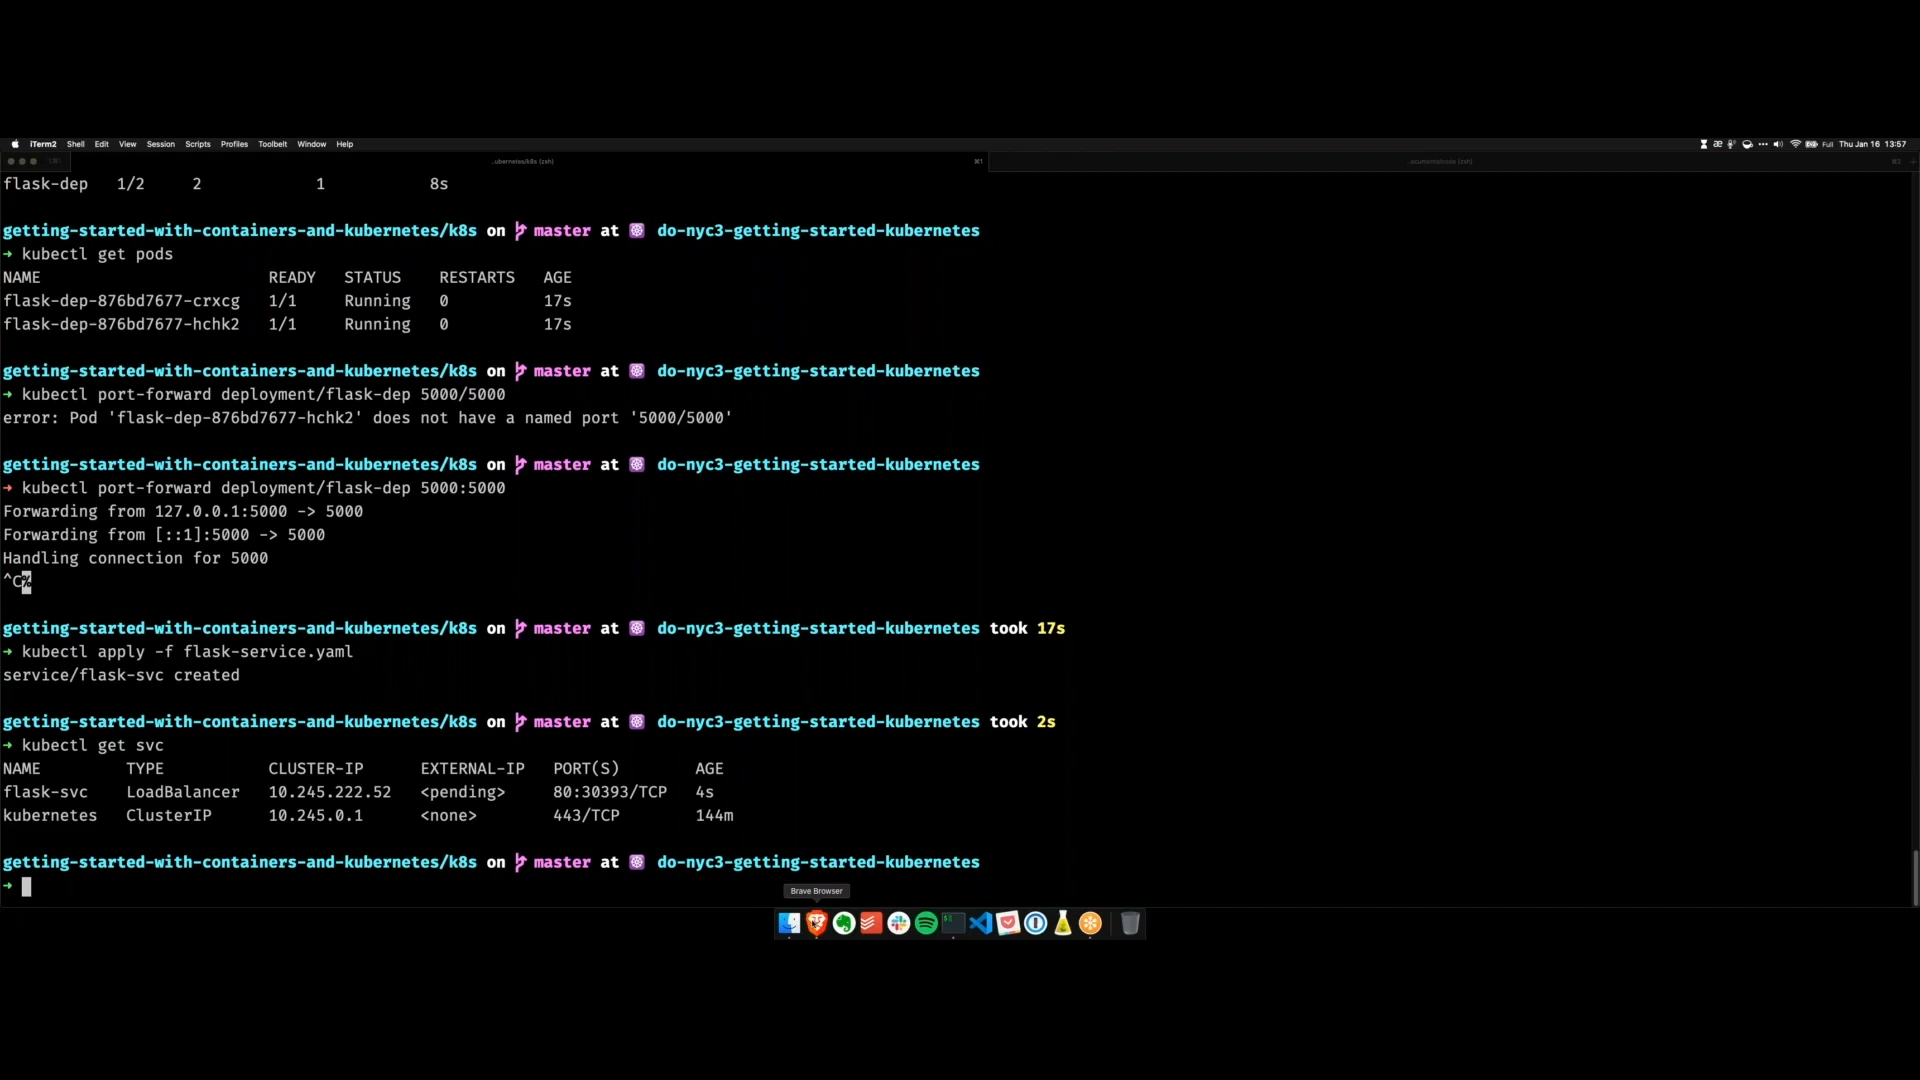 iTerm2 Shell Edit View Session Scripts Profiles Toolbelt Window Help Full Thu Jan 16 13:57
..ubernetes/k8s (zsh) ⌘1 ⌘2
flask-dep 1/2 2 1 8s
getting-started-with-containers-and-kubernetes/k8s on master at do-nyc3-getting-started-kubernetes
➜ kubectl get pods
NAME READY STATUS RESTARTS AGE
flask-dep-876bd7677-crxcg 1/1 Running 0 17s
flask-dep-876bd7677-hchk2 1/1 Running 0 17s
getting-started-with-containers-and-kubernetes/k8s on master at do-nyc3-getting-started-kubernetes
➜ kubectl port-forward deployment/flask-dep 5000/5000
error: Pod 'flask-dep-876bd7677-hchk2' does not have a named port '5000/5000'
getting-started-with-containers-and-kubernetes/k8s on master at do-nyc3-getting-started-kubernetes
➜ kubectl port-forward deployment/flask-dep 5000:5000
Forwarding from 127.0.0.1:5000 -> 5000
Forwarding from [::1]:5000 -> 5000
Handling connection for 5000
^C%
getting-started-with-containers-and-kubernetes/k8s on master at do-nyc3-getting-started-kubernetes took 17s
➜ kubectl apply -f flask-service.yaml
service/flask-svc created
getting-started-with-containers-and-kubernetes/k8s on master at do-nyc3-getting-started-kubernetes took 2s
➜ kubectl get svc
NAME TYPE CLUSTER-IP EXTERNAL-IP PORT(S) AGE
flask-svc LoadBalancer 10.245.222.52 <pending> 80:30393/TCP 4s
kubernetes ClusterIP 10.245.0.1 <none> 443/TCP 144m
getting-started-with-containers-and-kubernetes/k8s on master at do-nyc3-getting-started-kubernetes
➜
Brave Browser